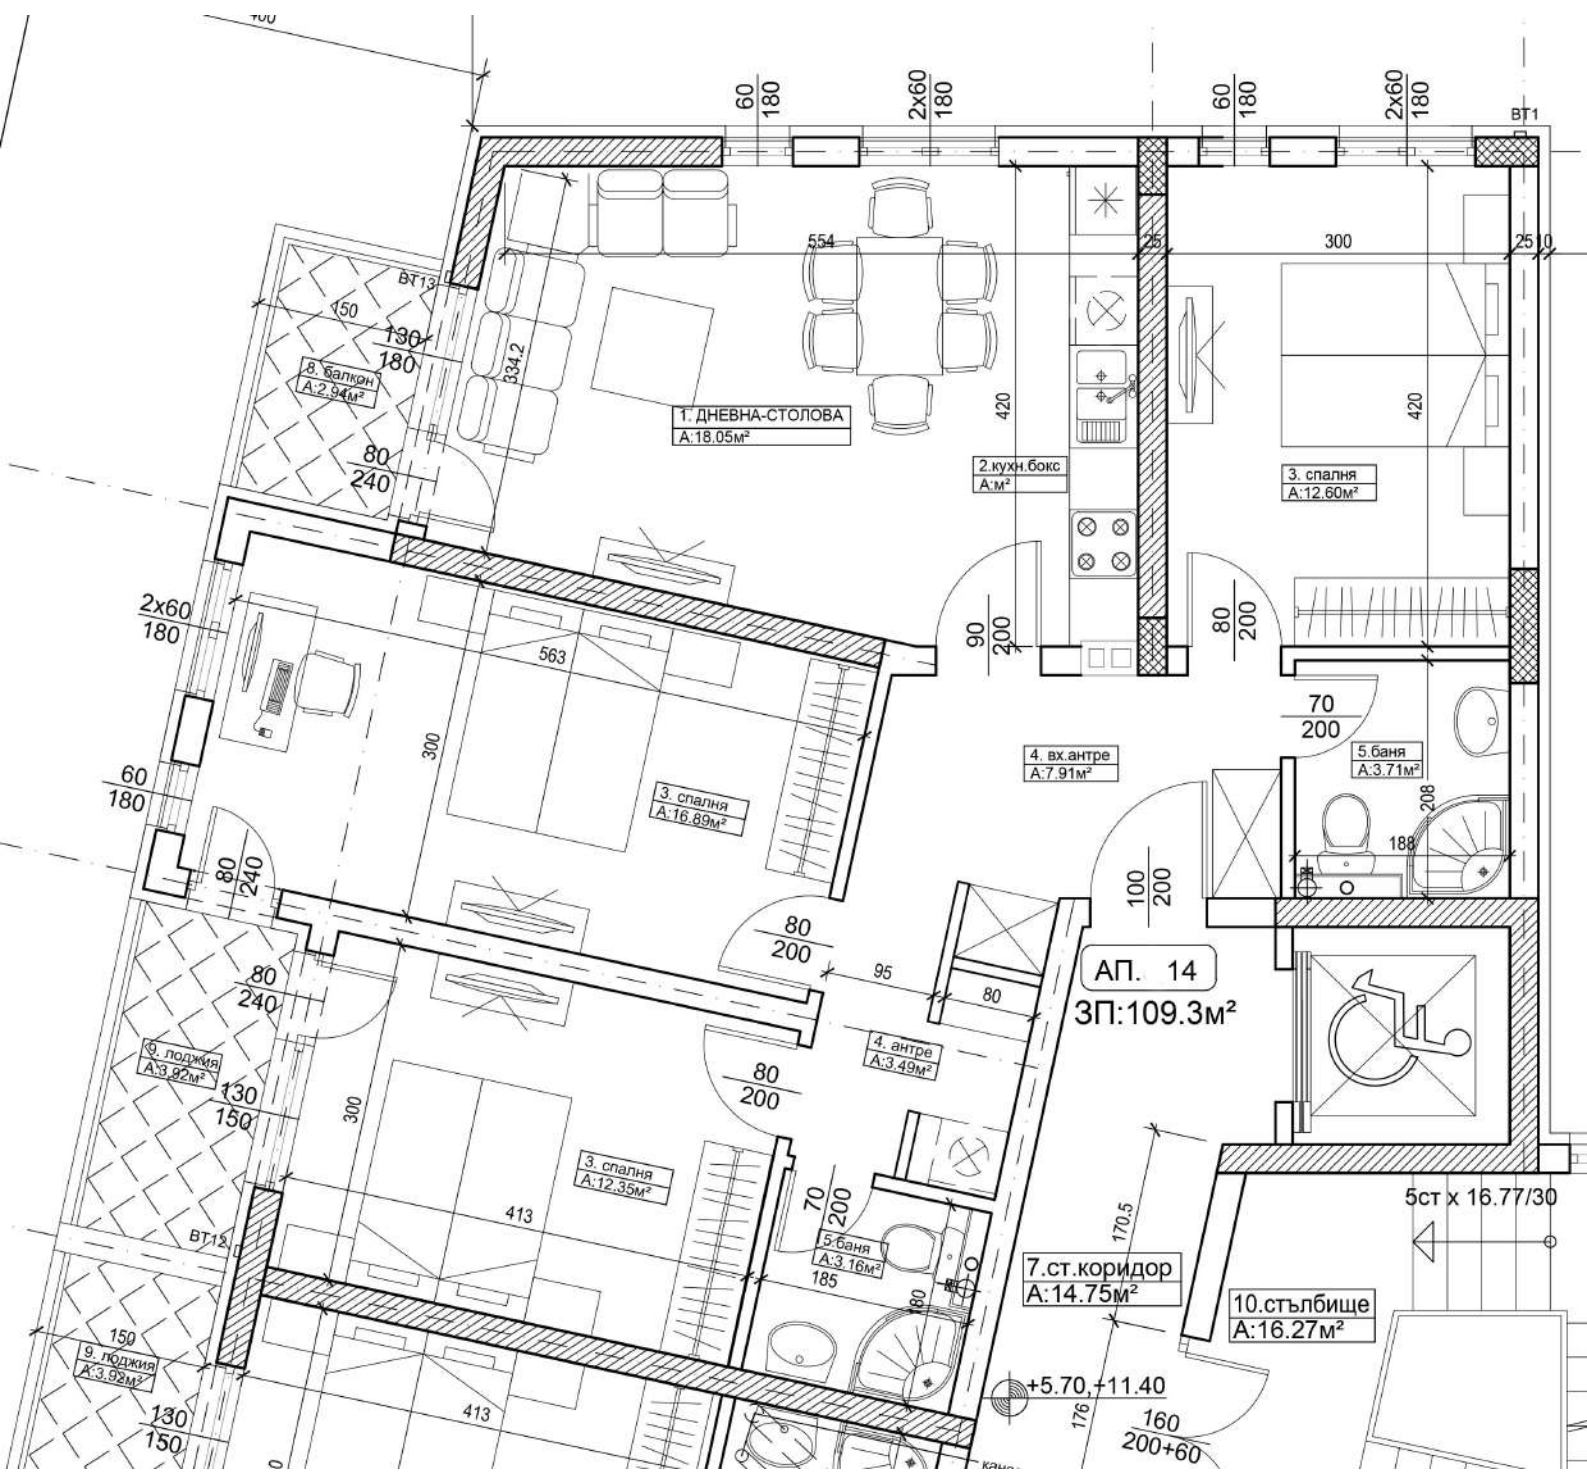 400
60
180
2x60
180
60
180
2x60
180
ВТ1
554
25
300
25
10
ВТ13
150
130
180
8. балкон
А:2.94м²
334.2
420
420
1. ДНЕВНА-СТОЛОВА
А:18.05м²
80
240
2.кухн.бокс
А:м²
3. спалня
А:12.60м²
2x60
180
563
90
200
80
200
300
70
200
4. вх.антре
А:7.91м²
5.баня
А:3.71м²
60
180
3. спалня
А:16.89м²
208
188
80
240
100
200
80
200
95
80
АП. 14
ЗП:109.3м²
80
240
9. лоджия
А:3.92м²
4. антре
А:3.49м²
80
200
130
150
300
3. спалня
А:12.35м²
413
70
200
170.5
5ст x 16.77/30
ВТ12
5.баня
А:3.16м²
185
180
7.ст.коридор
А:14.75м²
10.стълбище
А:16.27м²
150
9. лоджия
А:3.92м²
+5.70,+11.40
176
160
200+60
130
150
413